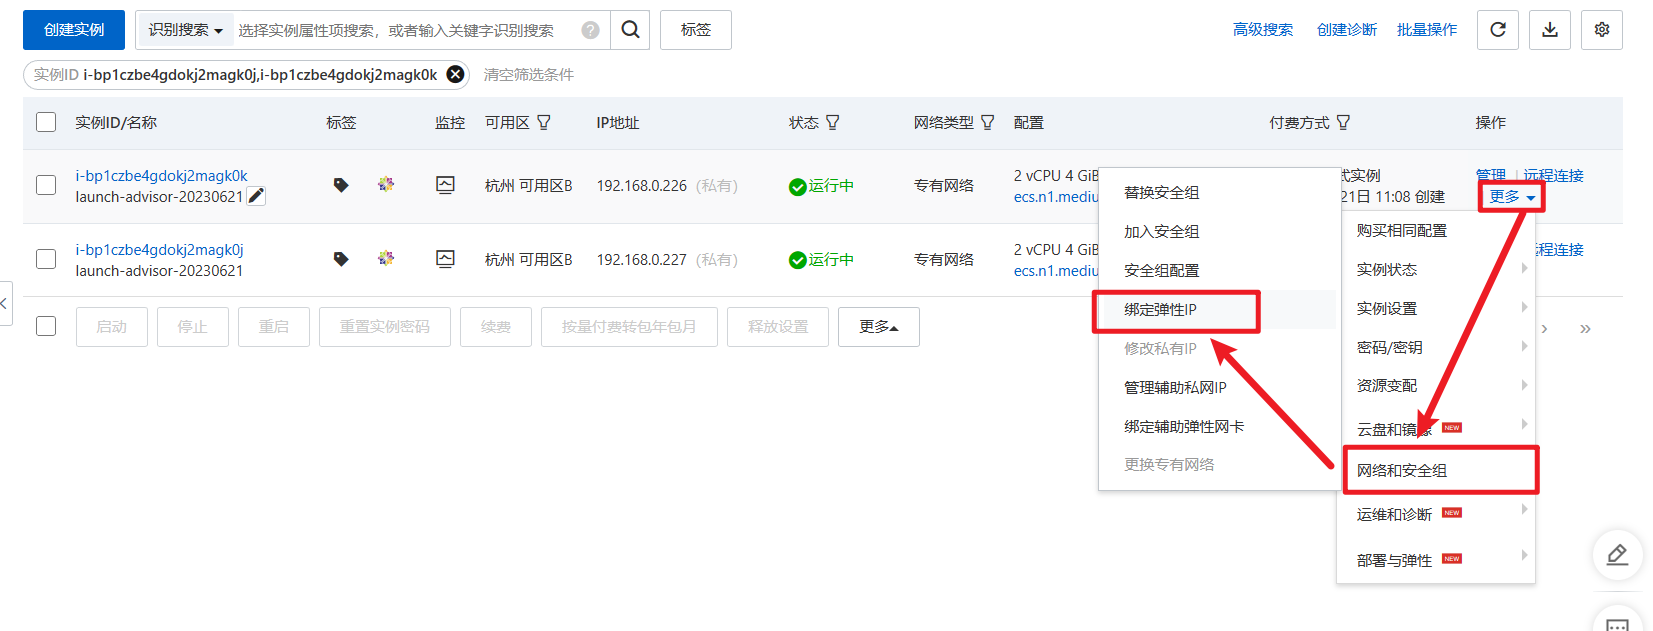 创建实例 识别搜索 选择实例属性项搜索，或者输入关键字识别搜索 ? 标签 高级搜索 创建诊断 批量操作
实例ID i-bp1czbe4gdokj2magk0j,i-bp1czbe4gdokj2magk0k 清空筛选条件
实例ID/名称 标签 监控 可用区 IP地址 状态 网络类型 配置 付费方式 操作
i-bp1czbe4gdokj2magk0k
launch-advisor-20230621
杭州 可用区B 192.168.0.226 (私有) 运行中 专有网络
2 vCPU 4 GiB
ecs.n1.mediu
式实例
21日 11:08 创建
管理 | 远程连接
更多
i-bp1czbe4gdokj2magk0j
launch-advisor-20230621
杭州 可用区B 192.168.0.227 (私有) 运行中 专有网络
2 vCPU 4 GiB
ecs.n1.mediu
远程连接
启动 停止 重启 重置实例密码 续费 按量付费转包年包月 释放设置 更多
替换安全组
加入安全组
安全组配置
绑定弹性IP
修改私有IP
管理辅助私网IP
绑定辅助弹性网卡
更换专有网络
购买相同配置
实例状态
实例设置
密码/密钥
资源变配
云盘和镜像 NEW
网络和安全组
运维和诊断 NEW
部署与弹性 NEW